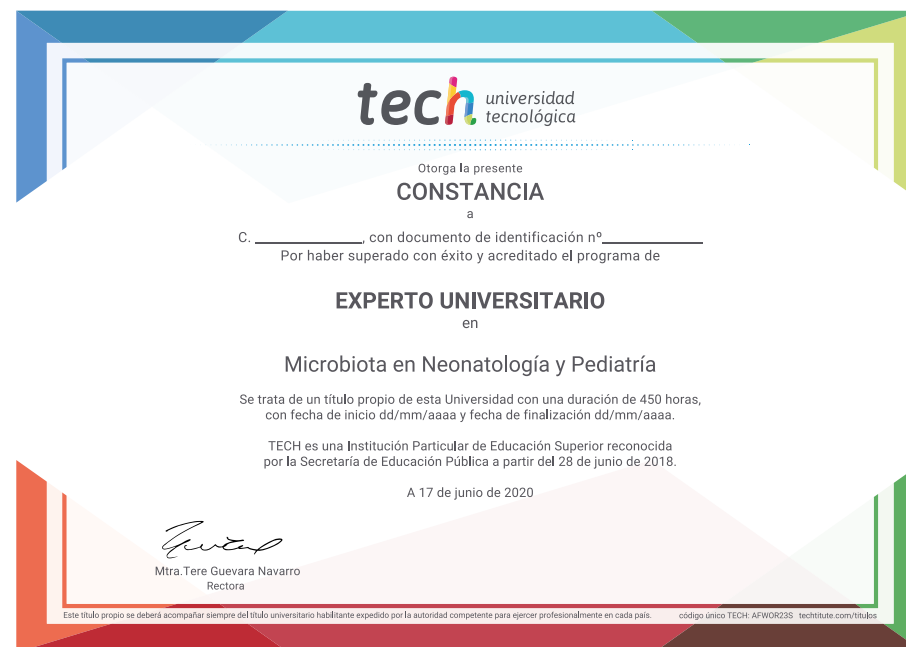 tech universidad
tecnológica
Otorga la presente
CONSTANCIA
a
C. ____________, con documento de identificación nº____________
Por haber superado con éxito y acreditado el programa de
EXPERTO UNIVERSITARIO
en
Microbiota en Neonatología y Pediatría
Se trata de un título propio de esta Universidad con una duración de 450 horas,
con fecha de inicio dd/mm/aaaa y fecha de finalización dd/mm/aaaa.
TECH es una Institución Particular de Educación Superior reconocida
por la Secretaría de Educación Pública a partir del 28 de junio de 2018.
A 17 de junio de 2020
Mtra.Tere Guevara Navarro
Rectora
Este título propio se deberá acompañar siempre del título universitario habilitante expedido por la autoridad competente para ejercer profesionalmente en cada país. código único TECH: AFWOR23S techtitute.com/titulos